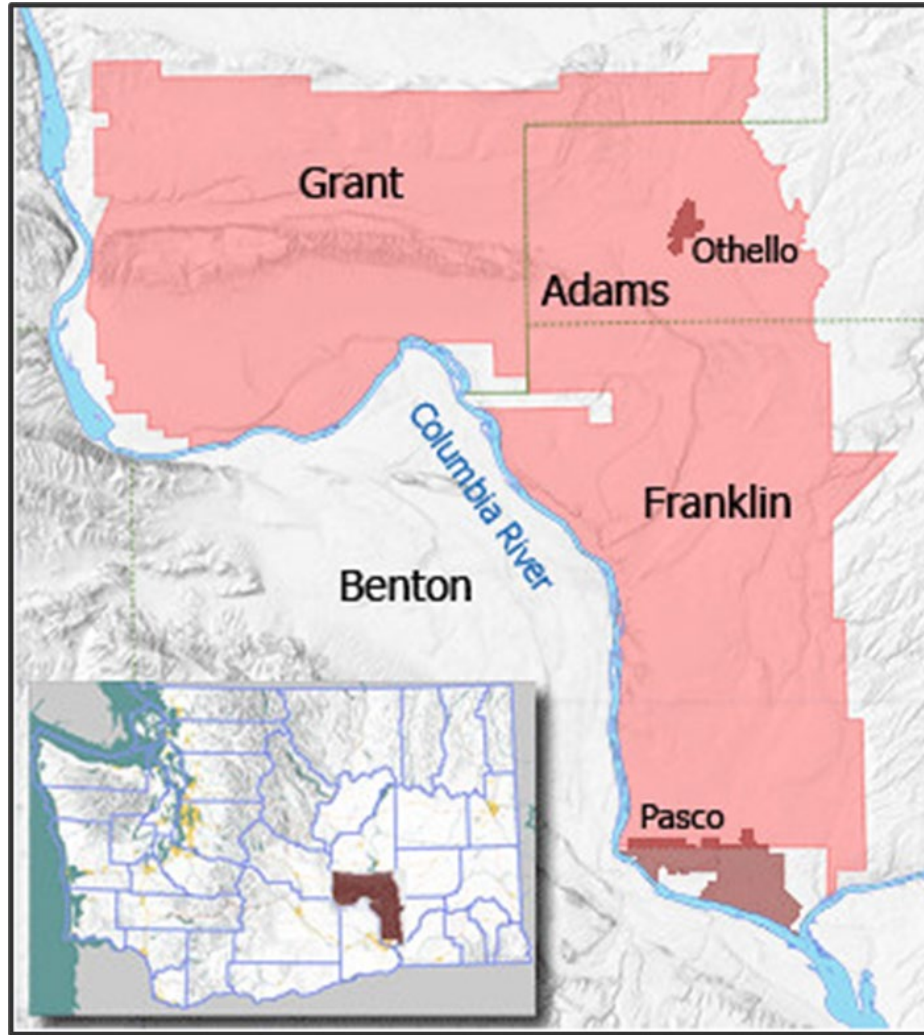 Grant
Othello
Adams
Columbia River
Franklin
Benton
Pasco